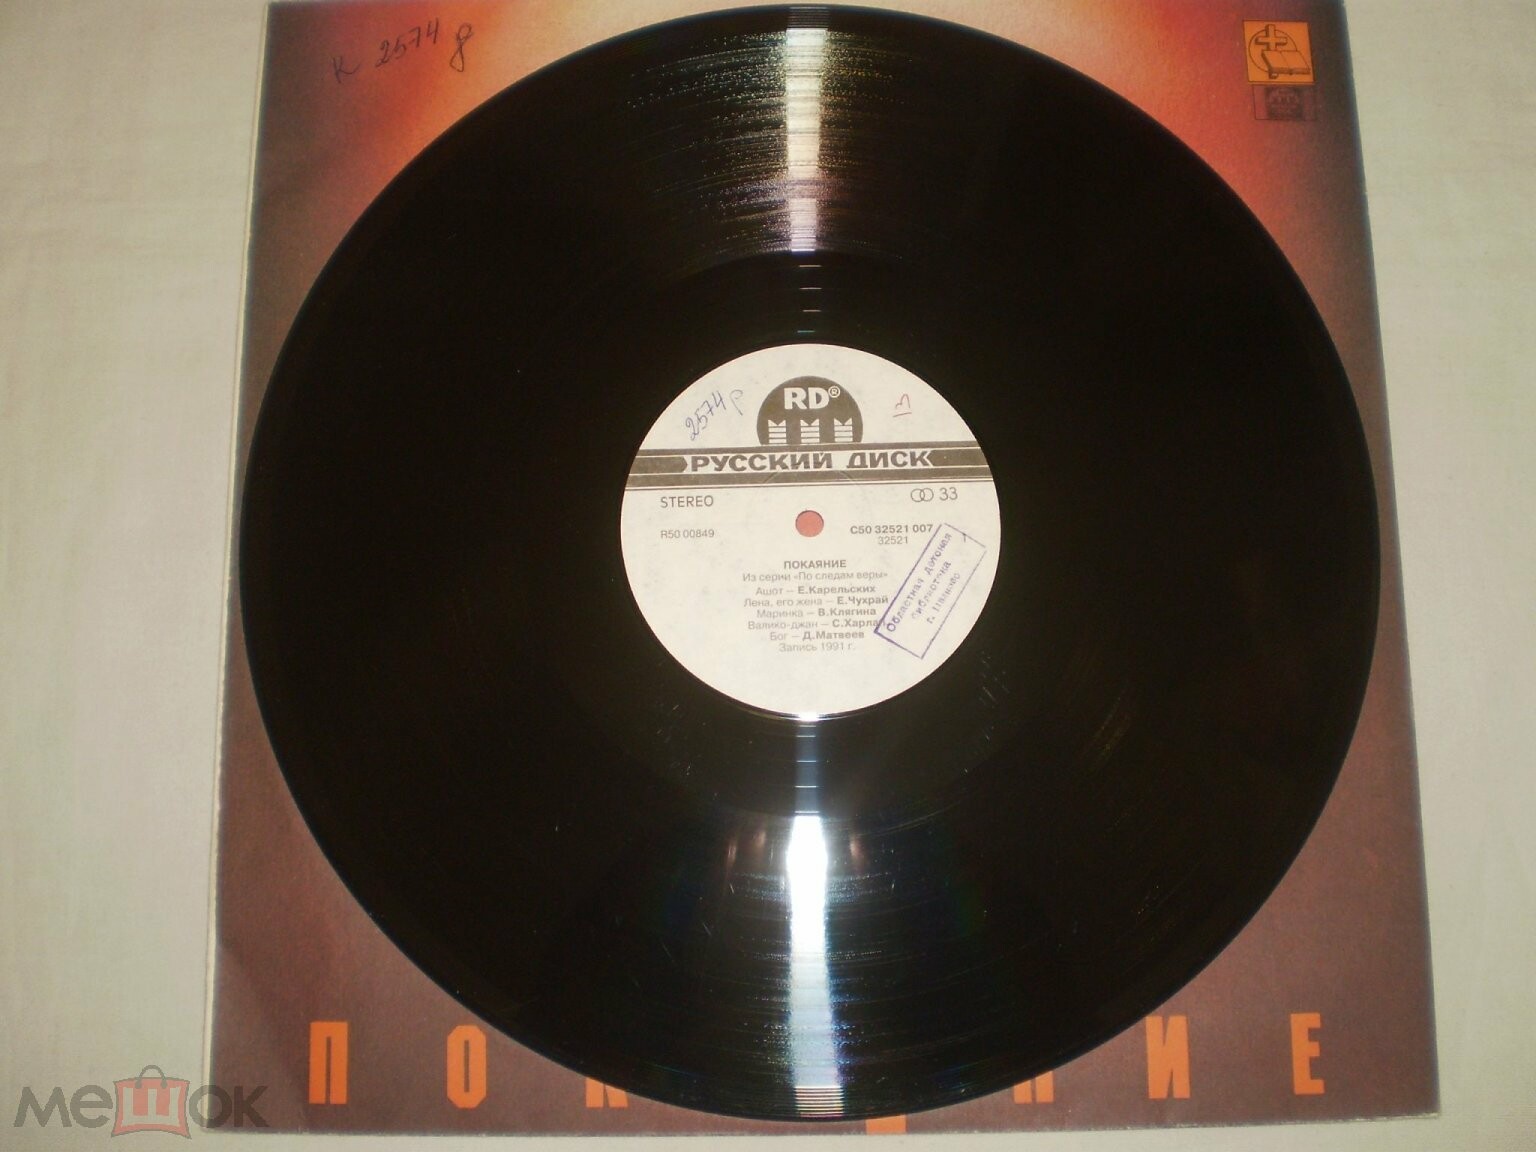 к 2574 д
2574 р
RD®
РУССКИЙ ДИСК
STEREO
33
R50 00849
С50 32521 007
32521
ПОКАЯНИЕ
Из серии «По следам веры»
Ашот – Е.Карельских
Лена, его жена – Е.Чухрай
Маринка – В.Клягина
Валико-джан – С.Харла
Бог – Д.Матвеев
Запись 1991 г.
Областная детская
библиотека
г. Иваново
ПОК НИЕ
мешок